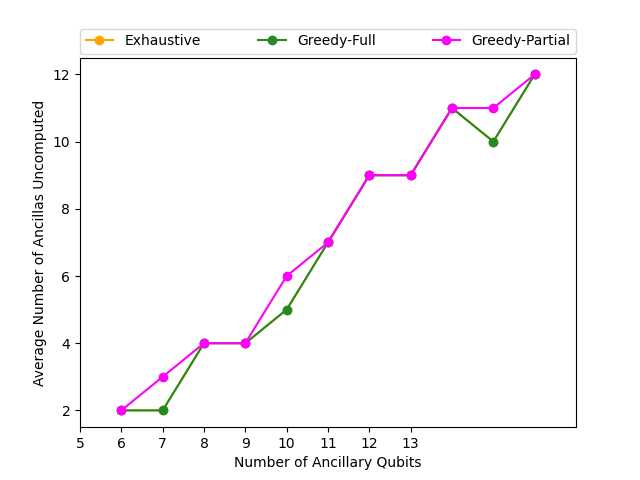 Exhaustive Greedy-Full Greedy-Partial
12
10
8
6
4
2
Average Number of Ancillas Uncomputed
5 6 7 8 9 10 11 12 13
Number of Ancillary Qubits